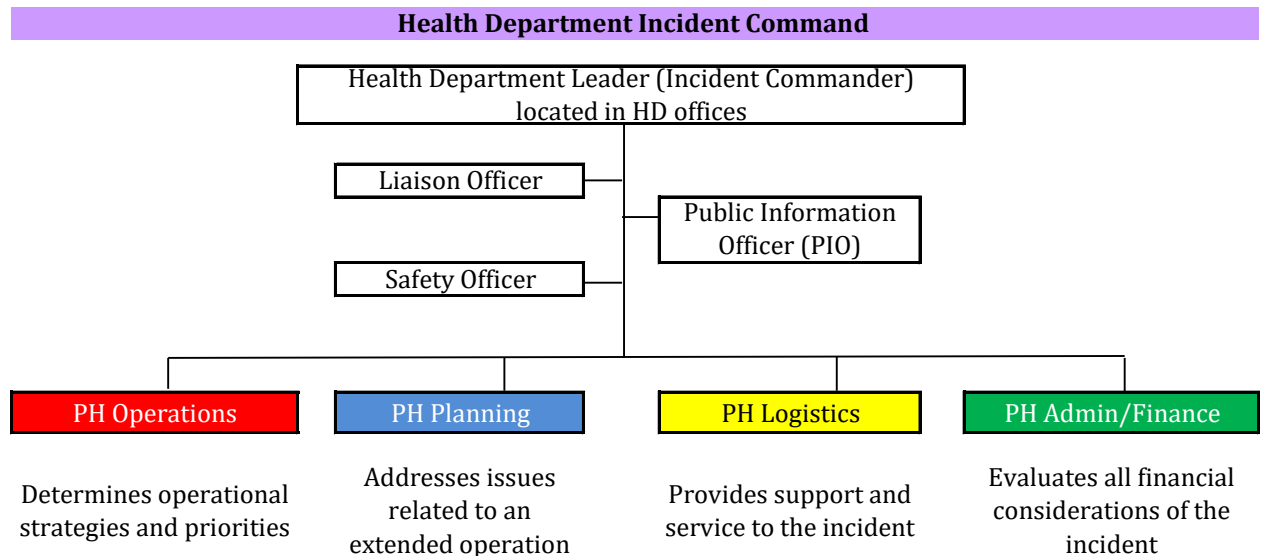 Health Department Incident Command
Health Department Leader (Incident Commander)
located in HD offices
Liaison Officer
Public Information
Officer (PIO)
Safety Officer
PH Operations
PH Planning
PH Logistics
PH Admin/Finance
Determines operational
strategies and priorities
Addresses issues
related to an
extended operation
Provides support and
service to the incident
Evaluates all financial
considerations of the
incident